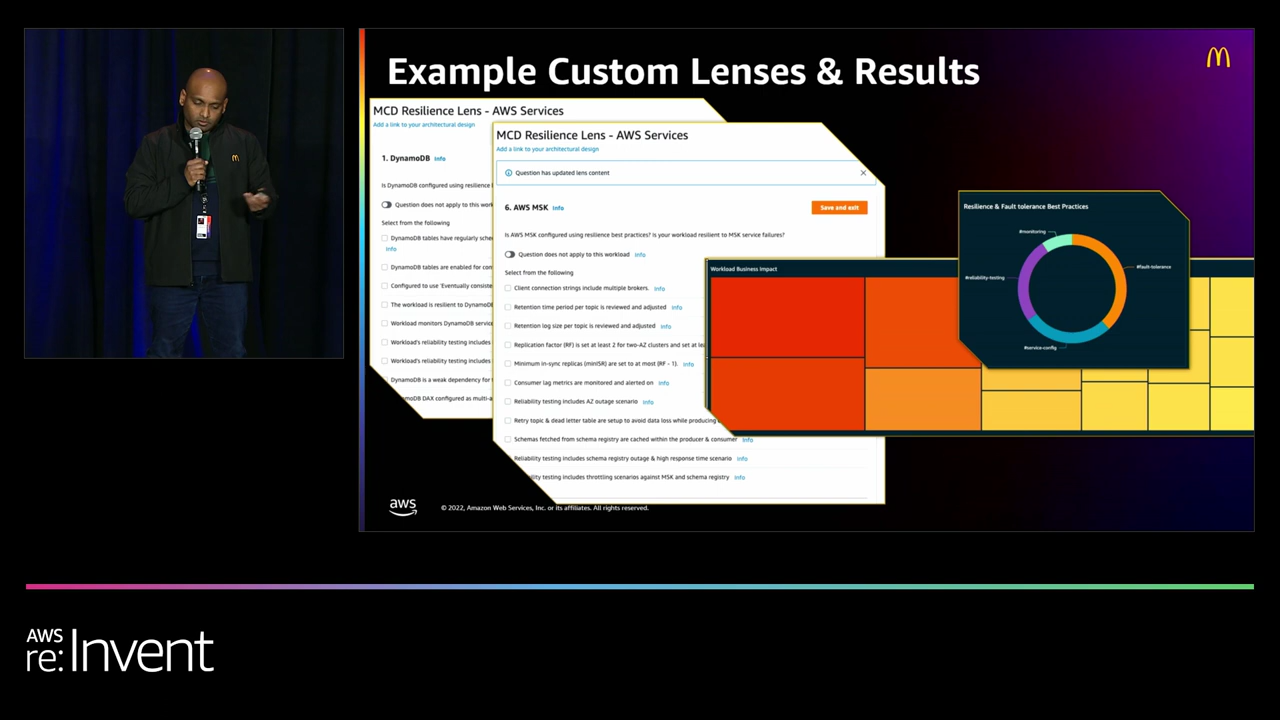 Example Custom Lenses & Results
MCD Resilience Lens - AWS Services
Add a link to your architectural design
1. DynamoDB Info
Is DynamoDB configured using resilience
Question does not apply to this work
Select from the following
DynamoDB tables have regularly sche
Info
DynamoDB tables are enabled for con
Configured to use 'Eventually consiste
The workload is resilient to DynamoD
Workload monitors DynamoDB servic
Workload's reliability testing includes
Workload's reliability testing includes
DynamoDB is a weak dependency for
moDB DAX configured as multi-a
MCD Resilience Lens - AWS Services
Add a link to your architectural design
Question has updated lens content
6. AWS MSK Info
Save and exit
Is AWS MSK configured using resilience best practices? Is your workload resilient to MSK service failures?
Question does not apply to this workload Info
Select from the following
Client connection strings include multiple brokers. Info
Retention time period per topic is reviewed and adjusted Info
Retention log size per topic is reviewed and adjusted Info
Replication factor (RF) is set at least 2 for two-AZ clusters and set at lea
Minimum in-sync replicas (minISR) are set to at most (RF - 1). Info
Consumer lag metrics are monitored and alerted on Info
Reliability testing includes AZ outage scenario Info
Retry topic & dead letter table are setup to avoid data loss while producing
Schemas fetched from schema registry are cached within the producer & consumer Info
Reliability testing includes schema registry outage & high response time scenario Info
ility testing includes throttling scenarios against MSK and schema registry Info
Workload Business Impact
Resilience & Fault tolerance Best Practices
#monitoring
#fault-tolerance
#reliability-testing
#service-config
aws
© 2022, Amazon Web Services, Inc. or its affiliates. All rights reserved.
AWS
re:Invent